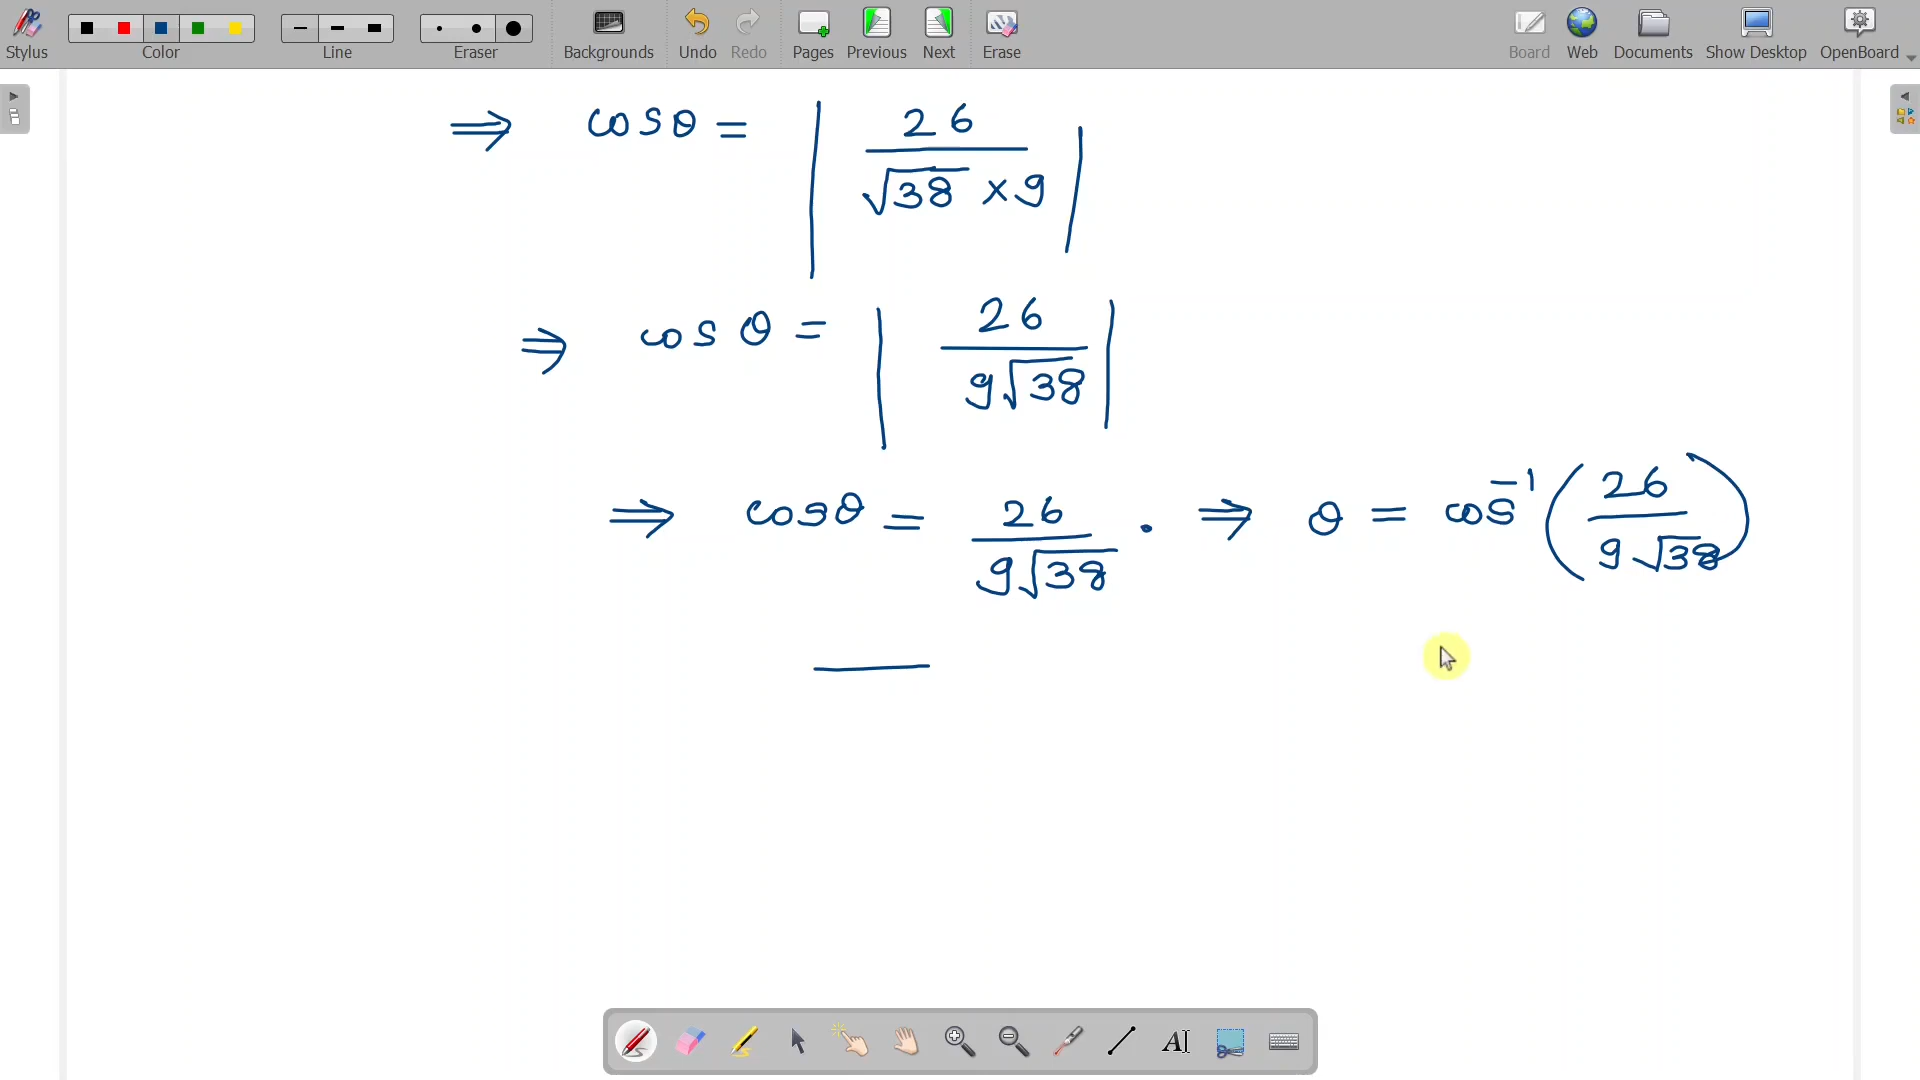 Stylus Color Line Eraser Backgrounds Undo Redo Pages Previous Next Erase Board Web Documents Show Desktop OpenBoard
⇒ cosθ = | 26 / √38 × 9 |
⇒ cos θ = | 26 / 9√38 |
⇒ cosθ = 26 / 9√38 . ⇒ θ = cos⁻¹ ( 26 / 9√38 )
AI